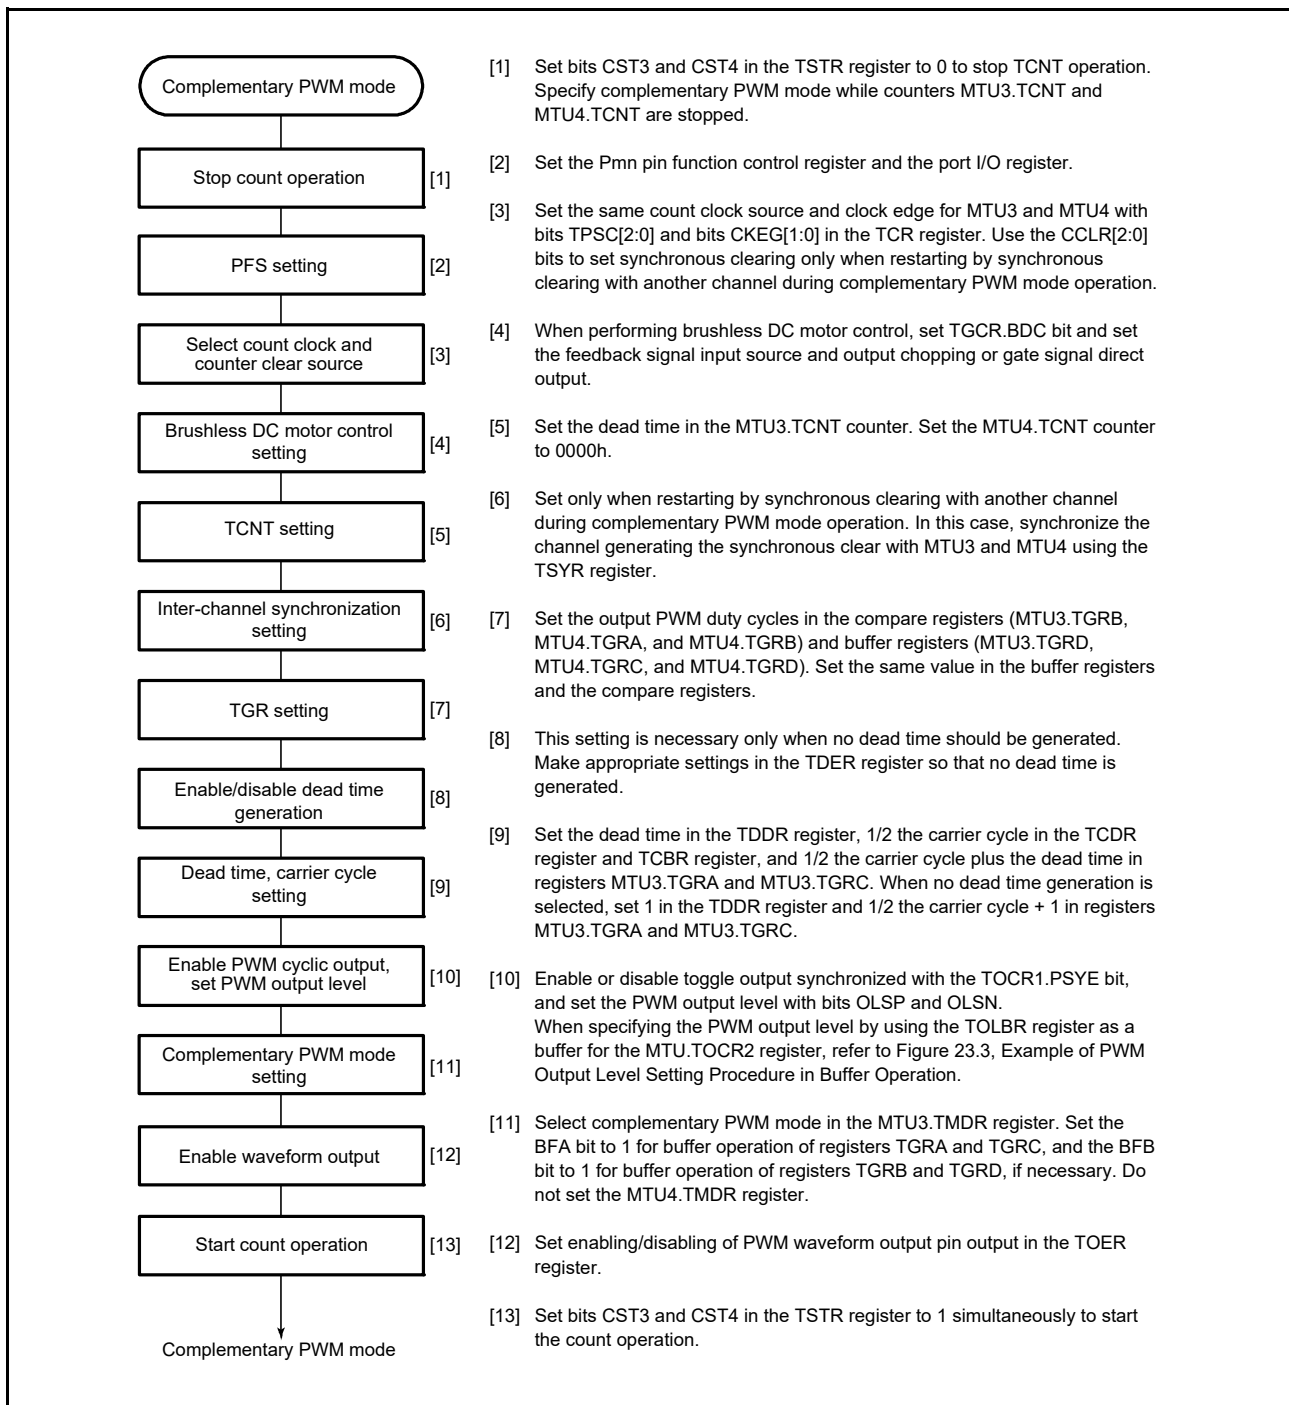 Complementary PWM mode
Stop count operation
[1]
PFS setting
[2]
Select count clock and
counter clear source
[3]
Brushless DC motor control
setting
[4]
TCNT setting
[5]
Inter-channel synchronization
setting
[6]
TGR setting
[7]
Enable/disable dead time
generation
[8]
Dead time, carrier cycle
setting
[9]
Enable PWM cyclic output,
set PWM output level
[10]
Complementary PWM mode
setting
[11]
Enable waveform output
[12]
Start count operation
[13]
Complementary PWM mode
[1] Set bits CST3 and CST4 in the TSTR register to 0 to stop TCNT operation.
Specify complementary PWM mode while counters MTU3.TCNT and
MTU4.TCNT are stopped.
[2] Set the Pmn pin function control register and the port I/O register.
[3] Set the same count clock source and clock edge for MTU3 and MTU4 with
bits TPSC[2:0] and bits CKEG[1:0] in the TCR register. Use the CCLR[2:0]
bits to set synchronous clearing only when restarting by synchronous
clearing with another channel during complementary PWM mode operation.
[4] When performing brushless DC motor control, set TGCR.BDC bit and set
the feedback signal input source and output chopping or gate signal direct
output.
[5] Set the dead time in the MTU3.TCNT counter. Set the MTU4.TCNT counter
to 0000h.
[6] Set only when restarting by synchronous clearing with another channel
during complementary PWM mode operation. In this case, synchronize the
channel generating the synchronous clear with MTU3 and MTU4 using the
TSYR register.
[7] Set the output PWM duty cycles in the compare registers (MTU3.TGRB,
MTU4.TGRA, and MTU4.TGRB) and buffer registers (MTU3.TGRD,
MTU4.TGRC, and MTU4.TGRD). Set the same value in the buffer registers
and the compare registers.
[8] This setting is necessary only when no dead time should be generated.
Make appropriate settings in the TDER register so that no dead time is
generated.
[9] Set the dead time in the TDDR register, 1/2 the carrier cycle in the TCDR
register and TCBR register, and 1/2 the carrier cycle plus the dead time in
registers MTU3.TGRA and MTU3.TGRC. When no dead time generation is
selected, set 1 in the TDDR register and 1/2 the carrier cycle + 1 in registers
MTU3.TGRA and MTU3.TGRC.
[10] Enable or disable toggle output synchronized with the TOCR1.PSYE bit,
and set the PWM output level with bits OLSP and OLSN.
When specifying the PWM output level by using the TOLBR register as a
buffer for the MTU.TOCR2 register, refer to Figure 23.3, Example of PWM
Output Level Setting Procedure in Buffer Operation.
[11] Select complementary PWM mode in the MTU3.TMDR register. Set the
BFA bit to 1 for buffer operation of registers TGRA and TGRC, and the BFB
bit to 1 for buffer operation of registers TGRB and TGRD, if necessary. Do
not set the MTU4.TMDR register.
[12] Set enabling/disabling of PWM waveform output pin output in the TOER
register.
[13] Set bits CST3 and CST4 in the TSTR register to 1 simultaneously to start
the count operation.